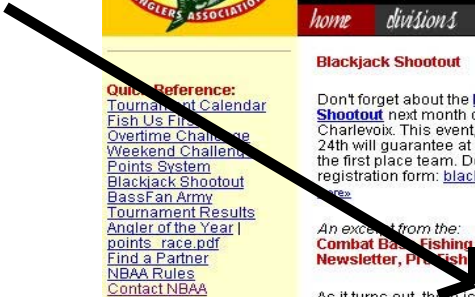 ANGLERS ASSOCIATION
home divisions
Quick Reference:
Tournament Calendar
Fish Us First
Overtime Challenge
Weekend Challenge
Points System
Blackjack Shootout
BassFan Army
Tournament Results
Angler of the Year |
points_race.pdf
Find a Partner
NBAA Rules
Contact NBAA
Blackjack Shootout
Don't forget about the
Shootout next month
Charlevoix. This event,
24th will guarantee at
the first place team.
registration form:
more»
An excerpt from the:
Combat Bass Fishing
Newsletter,
As it turns out,